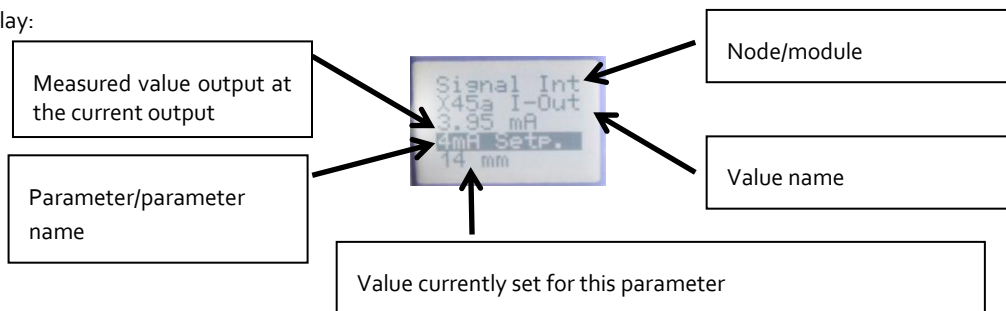 lay:
Measured value output at
the current output
Node/module
Signal Int
X45a I-Out
3.95 mA
4mA Setp.
14 mm
Parameter/parameter
name
Value name
Value currently set for this parameter